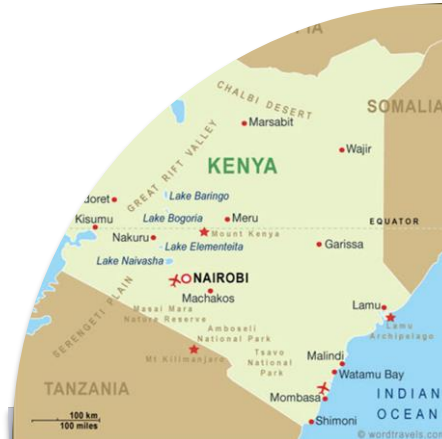 CHALBI DESERT
SOMALIA
Marsabit
Wajir
GREAT RIFT VALLEY
KENYA
Lake Baringo
doret
Lake Bogoria
Meru
Kisumu
EQUATOR
Mount Kenya
Nakuru
Lake Elementeita
Garissa
Lake Naivasha
NAIROBI
SERENGETI PLAIN
Machakos
Masai Mara
Nature Reserve
Lamu
Amboseli
National Park
Lamu
Archipelago
Mt Kilimanjaro
Tsavo
National
Park
Malindi
Watamu Bay
TANZANIA
Mombasa
INDIAN
OCEAN
100 km
100 miles
Shimoni
© wordtravels.com